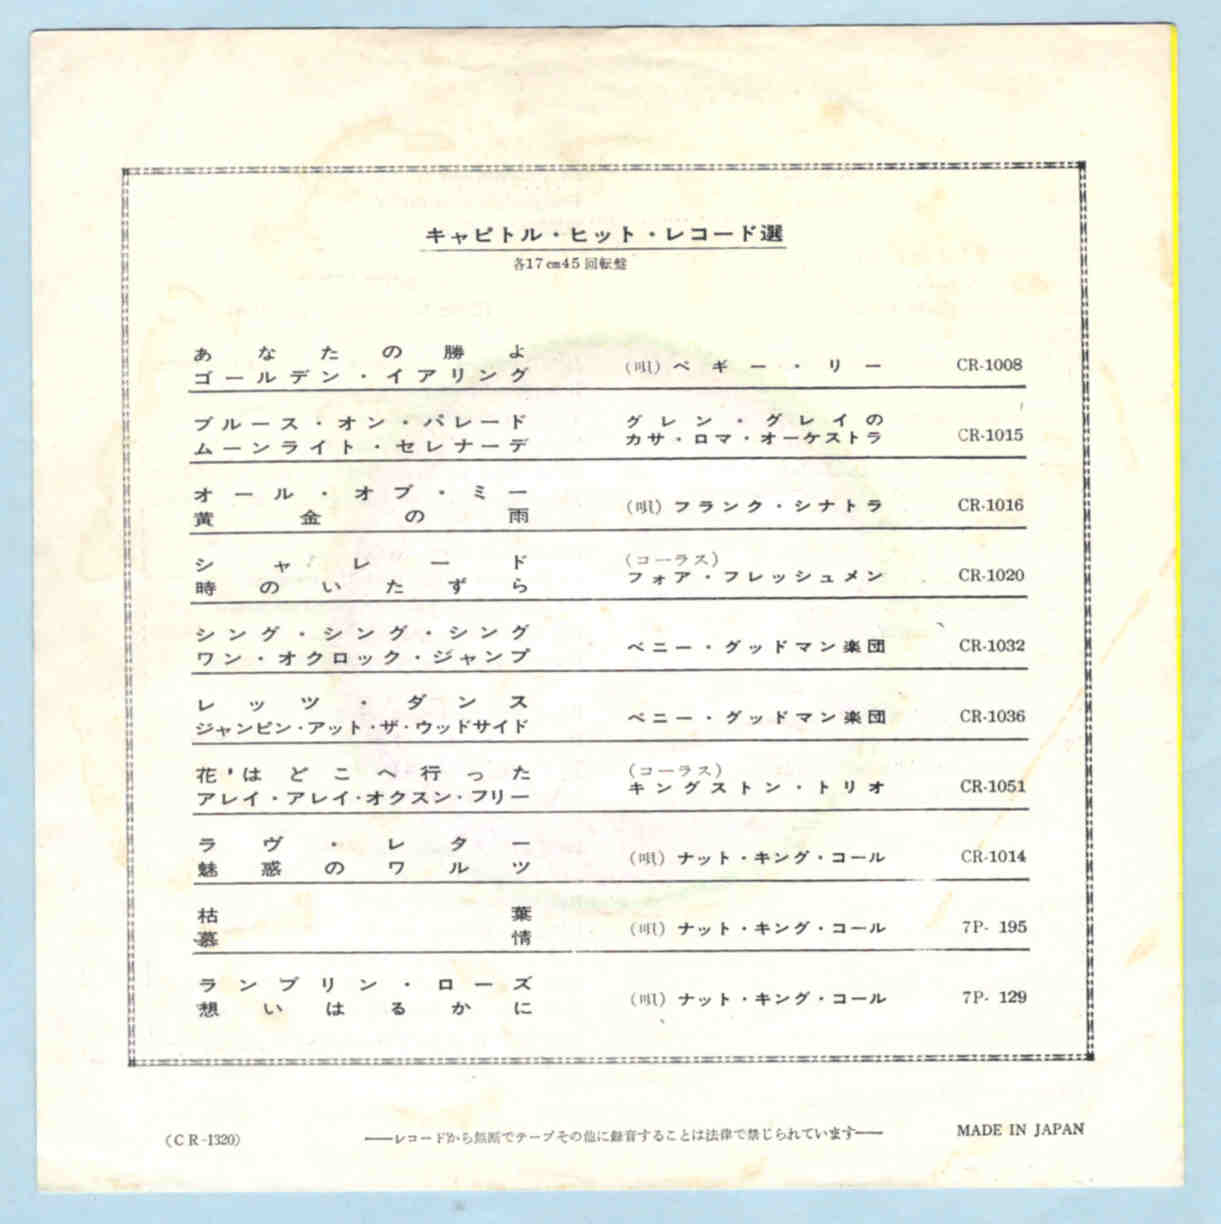 キャピトル・ヒット・レコード選
各17cm45回転盤
あなたの勝よ
ゴールデン・イアリング
（唄）ペギー・リー
CR-1008
ブルース・オン・パレード
ムーンライト・セレナーデ
グレン・グレイの
カサ・ロマ・オーケストラ
CR-1015
オール・オブ・ミー
黄金の雨
（唄）フランク・シナトラ
CR-1016
シャレード
時のいたずら
（コーラス）
フォア・フレッシュメン
CR-1020
シング・シング・シング
ワン・オクロック・ジャンプ
ベニー・グッドマン楽団
CR-1032
レッツ・ダンス
ジャンピン・アット・ザ・ウッドサイド
ベニー・グッドマン楽団
CR-1036
花はどこへ行った
アレイ・アレイ・オクスン・フリー
（コーラス）
キングストン・トリオ
CR-1051
ラヴ・レター
魅惑のワルツ
（唄）ナット・キング・コール
CR-1014
枯葉
慕情
（唄）ナット・キング・コール
7P- 195
ランブリン・ローズ
想いはるかに
（唄）ナット・キング・コール
7P- 129
（CR-1320）
──レコードから無断でテープその他に録音することは法律で禁じられています──
MADE IN JAPAN